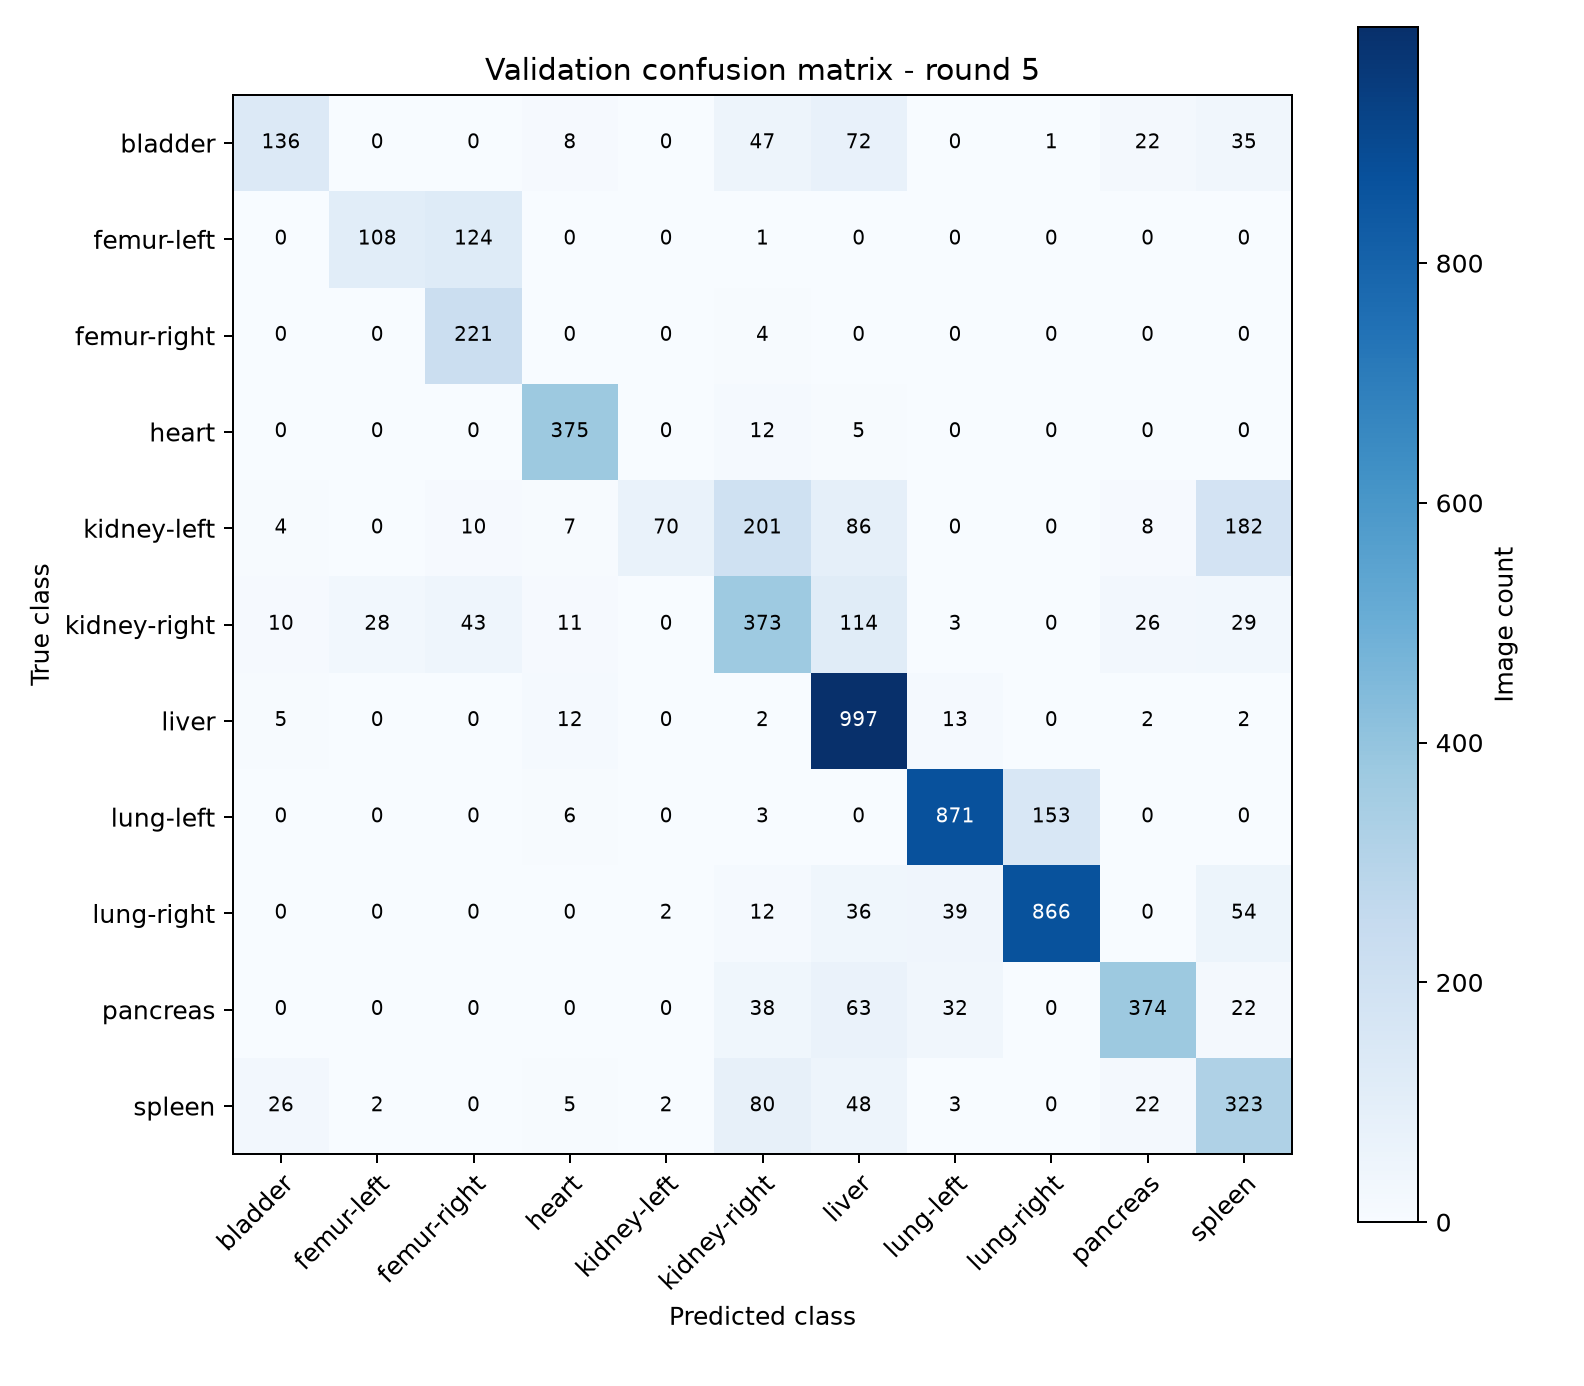 Validation confusion matrix - round 5
bladder 136 0 0 8 0 47 72 0 1 22 35
femur-left 0 108 124 0 0 1 0 0 0 0 0
femur-right 0 0 221 0 0 4 0 0 0 0 0
heart 0 0 0 375 0 12 5 0 0 0 0
kidney-left 4 0 10 7 70 201 86 0 0 8 182
kidney-right 10 28 43 11 0 373 114 3 0 26 29
liver 5 0 0 12 0 2 997 13 0 2 2
lung-left 0 0 0 6 0 3 0 871 153 0 0
lung-right 0 0 0 0 2 12 36 39 866 0 54
pancreas 0 0 0 0 0 38 63 32 0 374 22
spleen 26 2 0 5 2 80 48 3 0 22 323
True class
bladder femur-left femur-right heart kidney-left kidney-right liver lung-left lung-right pancreas spleen
Predicted class
800
600
400
200
0
Image count